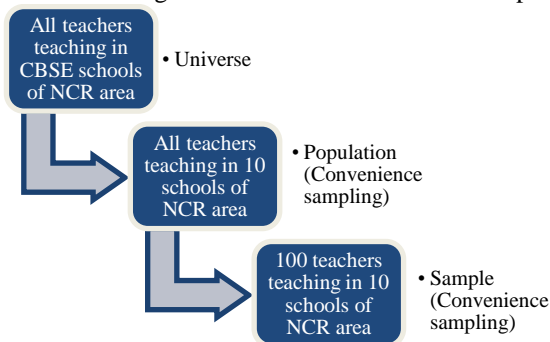 All teachers
teaching in
CBSE schools
of NCR area
• Universe
All teachers
teaching in 10
schools of
NCR area
• Population
(Convenience
sampling)
100 teachers
teaching in 10
schools of
NCR area
• Sample
(Convenience
sampling)